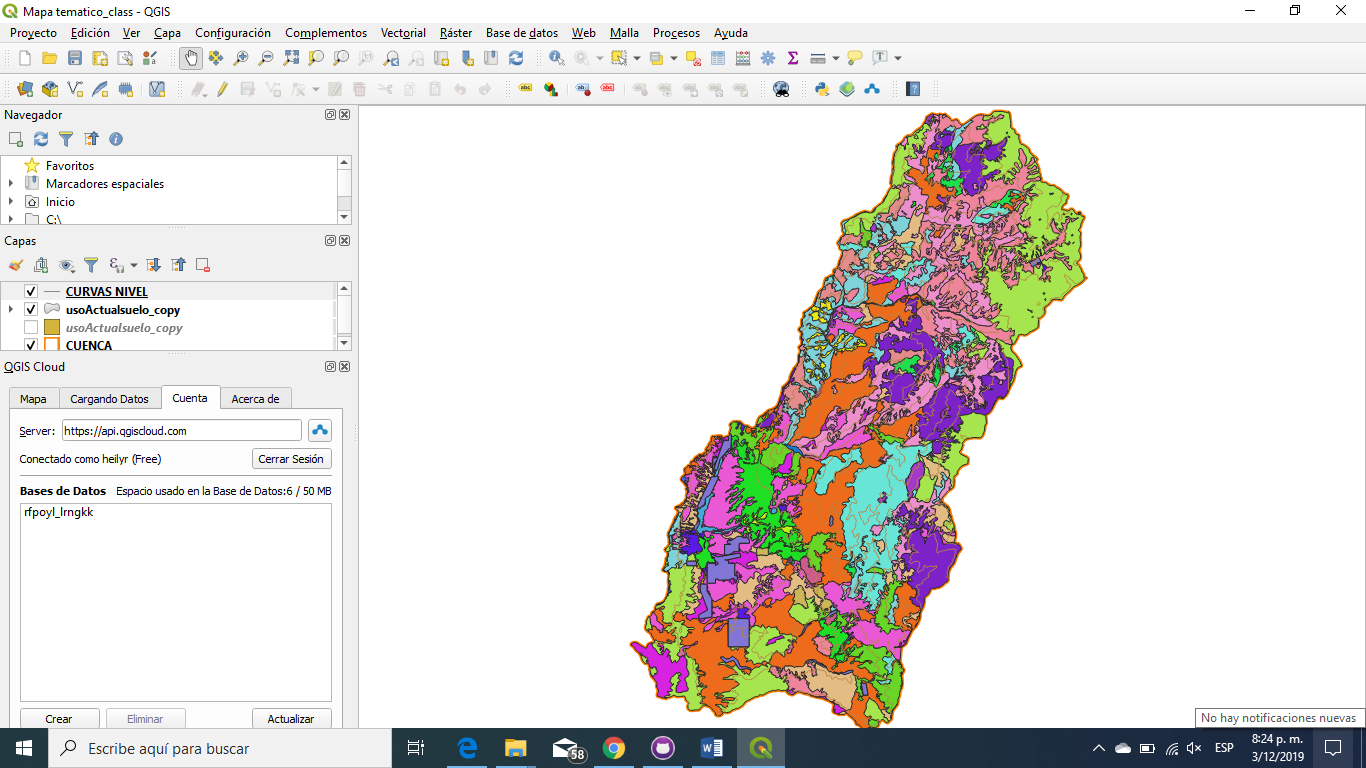 Mapa tematico_class - QGIS
Proyecto Edición Ver Capa Configuración Complementos Vectorial Ráster Base de datos Web Malla Procesos Ayuda
Navegador
Favoritos
Marcadores espaciales
Inicio
C:\
Capas
CURVAS NIVEL
usoActualsuelo_copy
usoActualsuelo_copy
CUENCA
QGIS Cloud
Mapa Cargando Datos Cuenta Acerca de
Server: https://api.qgiscloud.com
Conectado como heilyr (Free) Cerrar Sesión
Bases de Datos Espacio usado en la Base de Datos:6 / 50 MB
rfpoyl_lrngkk
Crear Eliminar Actualizar
No hay notificaciones nuevas
Escribe aquí para buscar
58
ESP
8:24 p. m.
3/12/2019